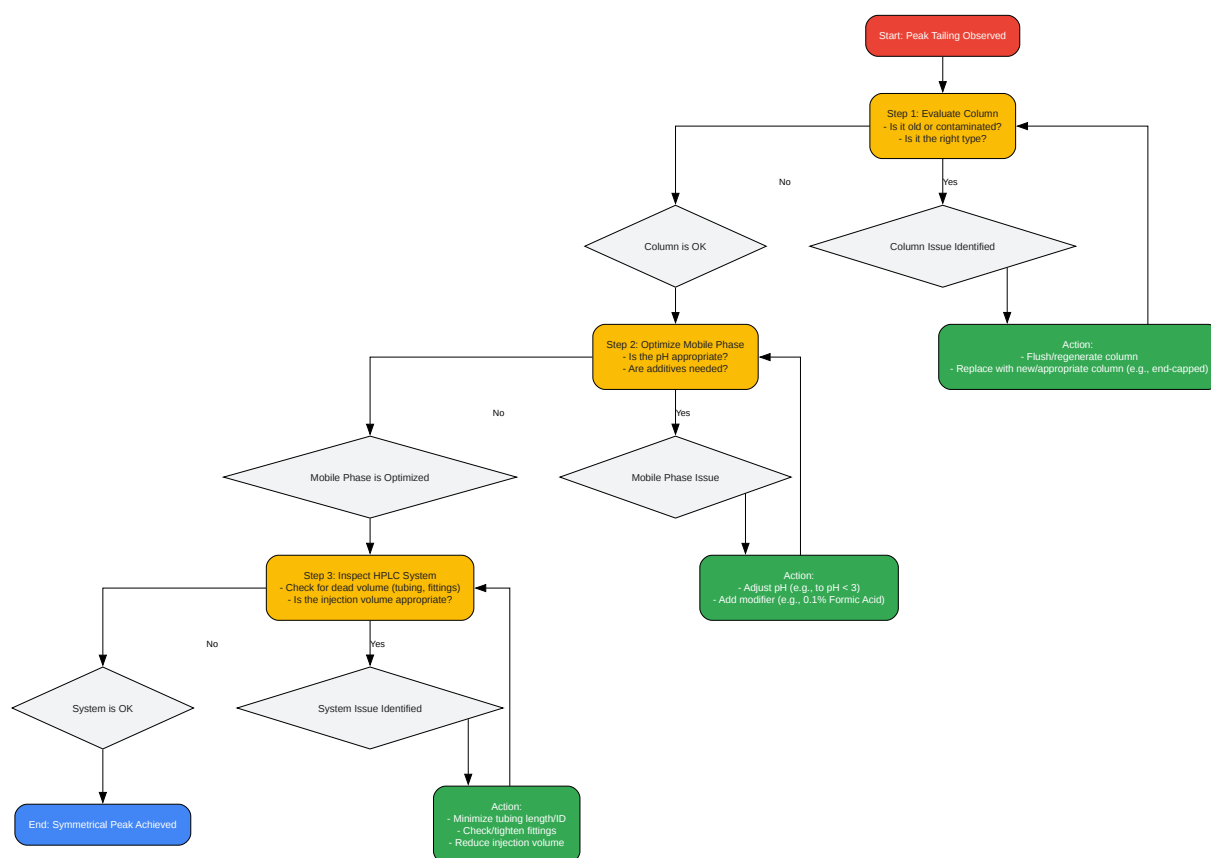 Start: Peak Tailing Observed
Step 1: Evaluate Column
- Is it old or contaminated?
- Is it the right type?
No
Yes
Column is OK
Column Issue Identified
Step 2: Optimize Mobile Phase
- Is the pH appropriate?
- Are additives needed?
Action:
- Flush/regenerate column
- Replace with new/appropriate column (e.g., end-capped)
No
Yes
Mobile Phase is Optimized
Mobile Phase Issue
Step 3: Inspect HPLC System
- Check for dead volume (tubing, fittings)
- Is the injection volume appropriate?
Action:
- Adjust pH (e.g., to pH < 3)
- Add modifier (e.g., 0.1% Formic Acid)
No
Yes
System is OK
System Issue Identified
End: Symmetrical Peak Achieved
Action:
- Minimize tubing length/ID
- Check/tighten fittings
- Reduce injection volume